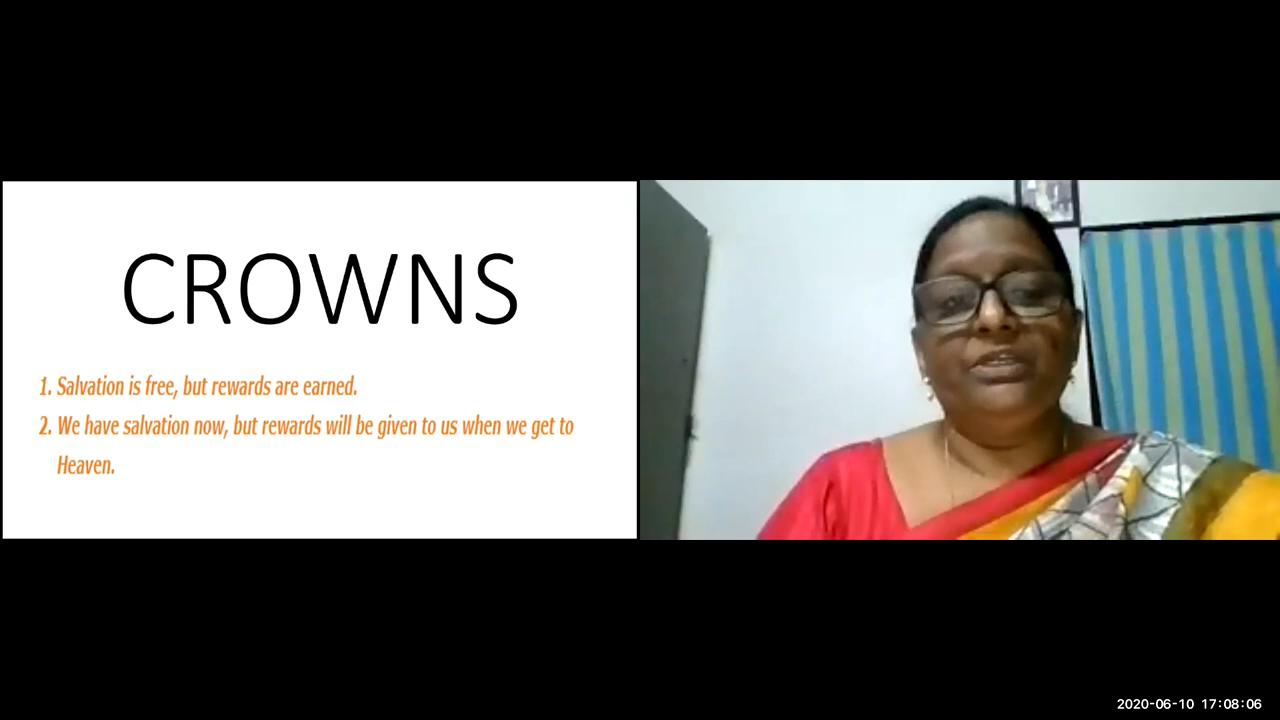 CROWNS
1. Salvation is free, but rewards are earned.
2. We have salvation now, but rewards will be given to us when we get to
Heaven.
2020-06-10 17:08:06